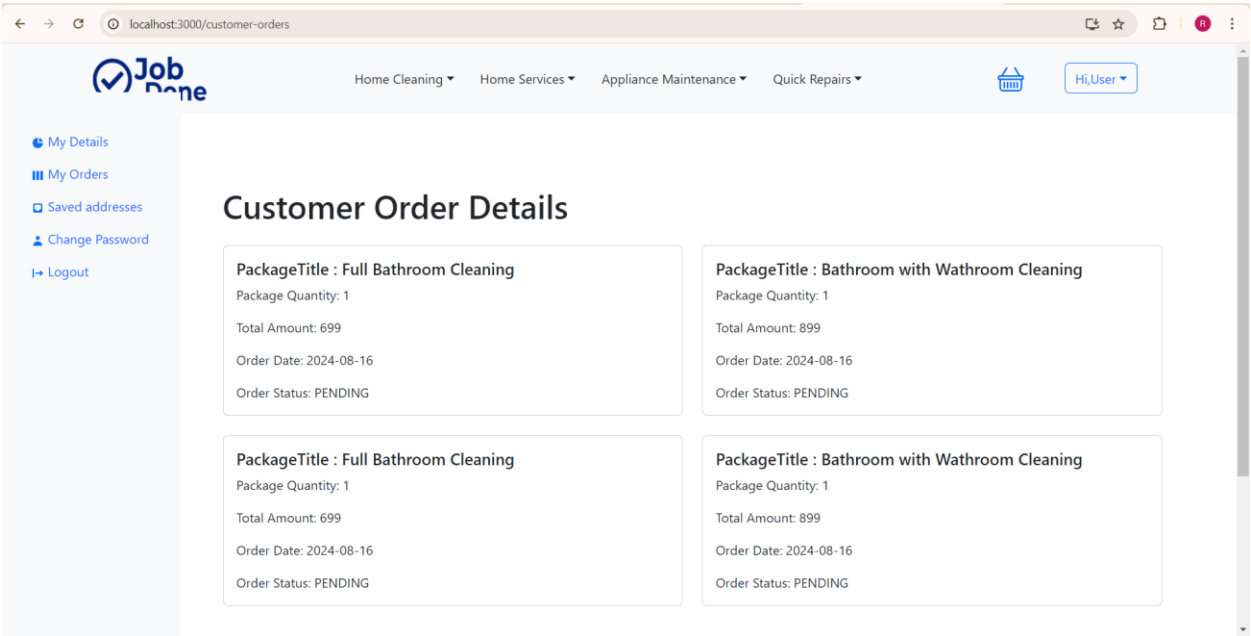 localhost:3000/customer-orders
R
Job Done
Home Cleaning
Home Services
Appliance Maintenance
Quick Repairs
Hi,User
My Details
My Orders
Saved addresses
Change Password
Logout
Customer Order Details
PackageTitle : Full Bathroom Cleaning
Package Quantity: 1
Total Amount: 699
Order Date: 2024-08-16
Order Status: PENDING
PackageTitle : Bathroom with Wathroom Cleaning
Package Quantity: 1
Total Amount: 899
Order Date: 2024-08-16
Order Status: PENDING
PackageTitle : Full Bathroom Cleaning
Package Quantity: 1
Total Amount: 699
Order Date: 2024-08-16
Order Status: PENDING
PackageTitle : Bathroom with Wathroom Cleaning
Package Quantity: 1
Total Amount: 899
Order Date: 2024-08-16
Order Status: PENDING